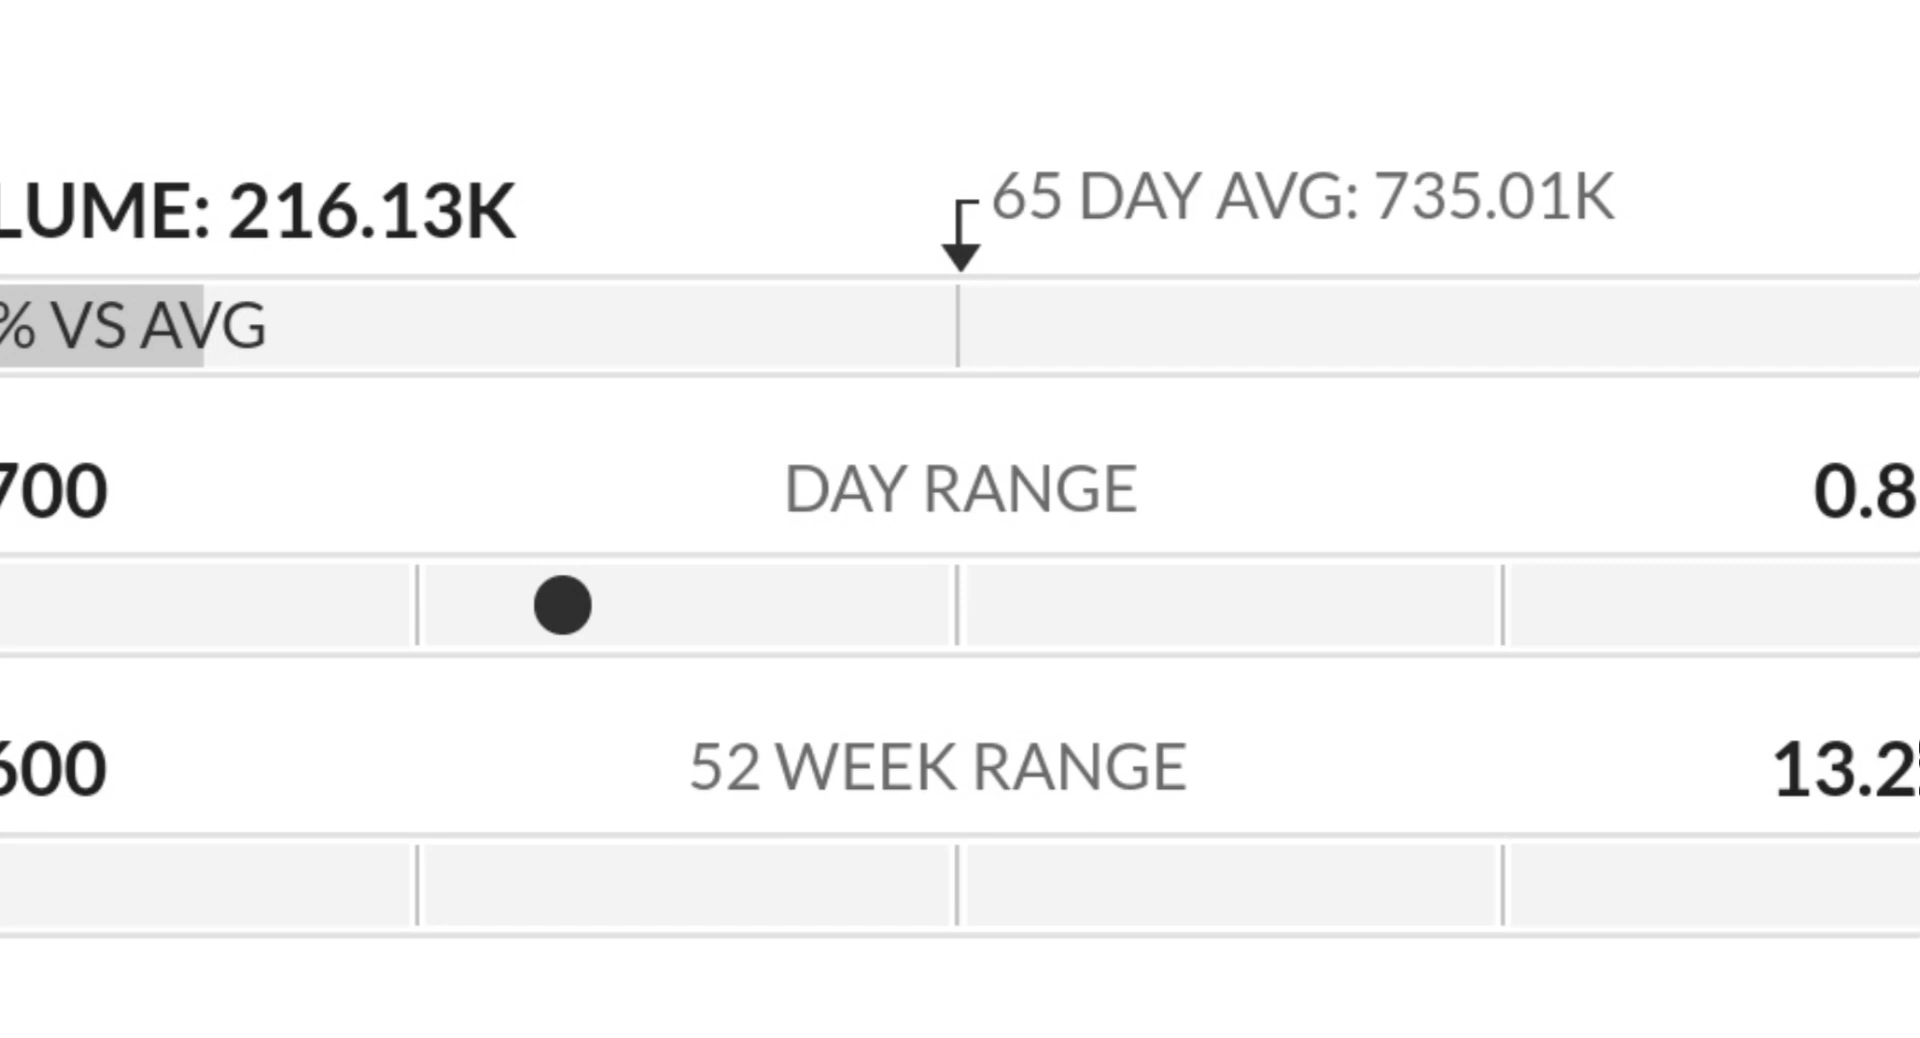 LUME: 216.13K
65 DAY AVG: 735.01K
% VS AVG
700 DAY RANGE 0.8
600 52 WEEK RANGE 13.2